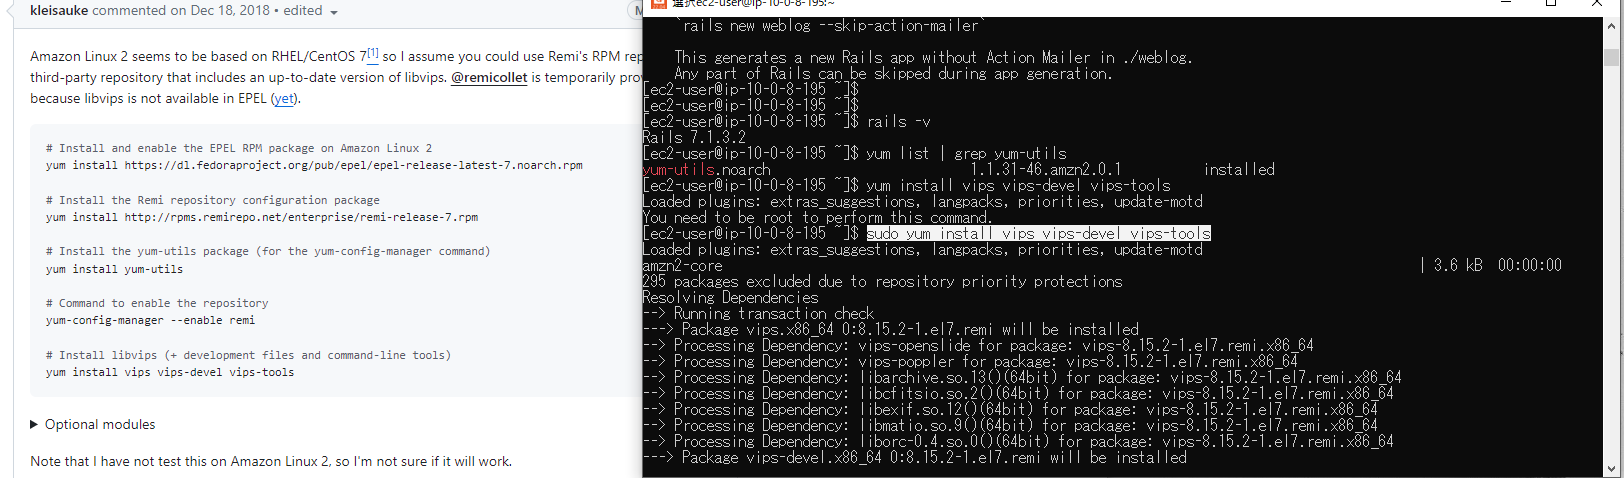 kleisauke commented on Dec 18, 2018 • edited
Amazon Linux 2 seems to be based on RHEL/CentOS 7[1] so I assume you could use Remi's RPM rep
third-party repository that includes an up-to-date version of libvips. @remicollet is temporarily prov
because libvips is not available in EPEL (yet).
# Install and enable the EPEL RPM package on Amazon Linux 2
yum install https://dl.fedoraproject.org/pub/epel/epel-release-latest-7.noarch.rpm
# Install the Remi repository configuration package
yum install http://rpms.remirepo.net/enterprise/remi-release-7.rpm
# Install the yum-utils package (for the yum-config-manager command)
yum install yum-utils
# Command to enable the repository
yum-config-manager --enable remi
# Install libvips (+ development files and command-line tools)
yum install vips vips-devel vips-tools
Optional modules
Note that I have not test this on Amazon Linux 2, so I'm not sure if it will work.
選択ec2-user@ip-10-0-8-195:~
`rails new weblog --skip-action-mailer`
This generates a new Rails app without Action Mailer in ./weblog.
Any part of Rails can be skipped during app generation.
[ec2-user@ip-10-0-8-195 ~]$
[ec2-user@ip-10-0-8-195 ~]$
[ec2-user@ip-10-0-8-195 ~]$ rails -v
Rails 7.1.3.2
[ec2-user@ip-10-0-8-195 ~]$ yum list | grep yum-utils
yum-utils.noarch 1.1.31-46.amzn2.0.1 installed
[ec2-user@ip-10-0-8-195 ~]$ yum install vips vips-devel vips-tools
Loaded plugins: extras_suggestions, langpacks, priorities, update-motd
You need to be root to perform this command.
[ec2-user@ip-10-0-8-195 ~]$ sudo yum install vips vips-devel vips-tools
Loaded plugins: extras_suggestions, langpacks, priorities, update-motd
amzn2-core | 3.6 kB 00:00:00
295 packages excluded due to repository priority protections
Resolving Dependencies
--> Running transaction check
---> Package vips.x86_64 0:8.15.2-1.el7.remi will be installed
--> Processing Dependency: vips-openslide for package: vips-8.15.2-1.el7.remi.x86_64
--> Processing Dependency: vips-poppler for package: vips-8.15.2-1.el7.remi.x86_64
--> Processing Dependency: libarchive.so.13()(64bit) for package: vips-8.15.2-1.el7.remi.x86_64
--> Processing Dependency: libcfitsio.so.2()(64bit) for package: vips-8.15.2-1.el7.remi.x86_64
--> Processing Dependency: libexif.so.12()(64bit) for package: vips-8.15.2-1.el7.remi.x86_64
--> Processing Dependency: libmatio.so.9()(64bit) for package: vips-8.15.2-1.el7.remi.x86_64
--> Processing Dependency: liborc-0.4.so.0()(64bit) for package: vips-8.15.2-1.el7.remi.x86_64
---> Package vips-devel.x86_64 0:8.15.2-1.el7.remi will be installed